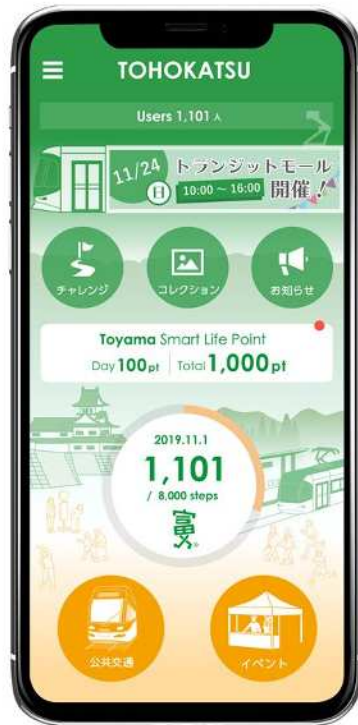 TOHOKATSU
Users 1,101 人
11/24
日
トランジットモール
10:00 ~ 16:00 開催!
チャレンジ
コレクション
お知らせ
Toyama Smart Life Point
Day 100pt Total 1,000pt
2019.11.1
1,101
/ 8,000 steps
公共交通
イベント